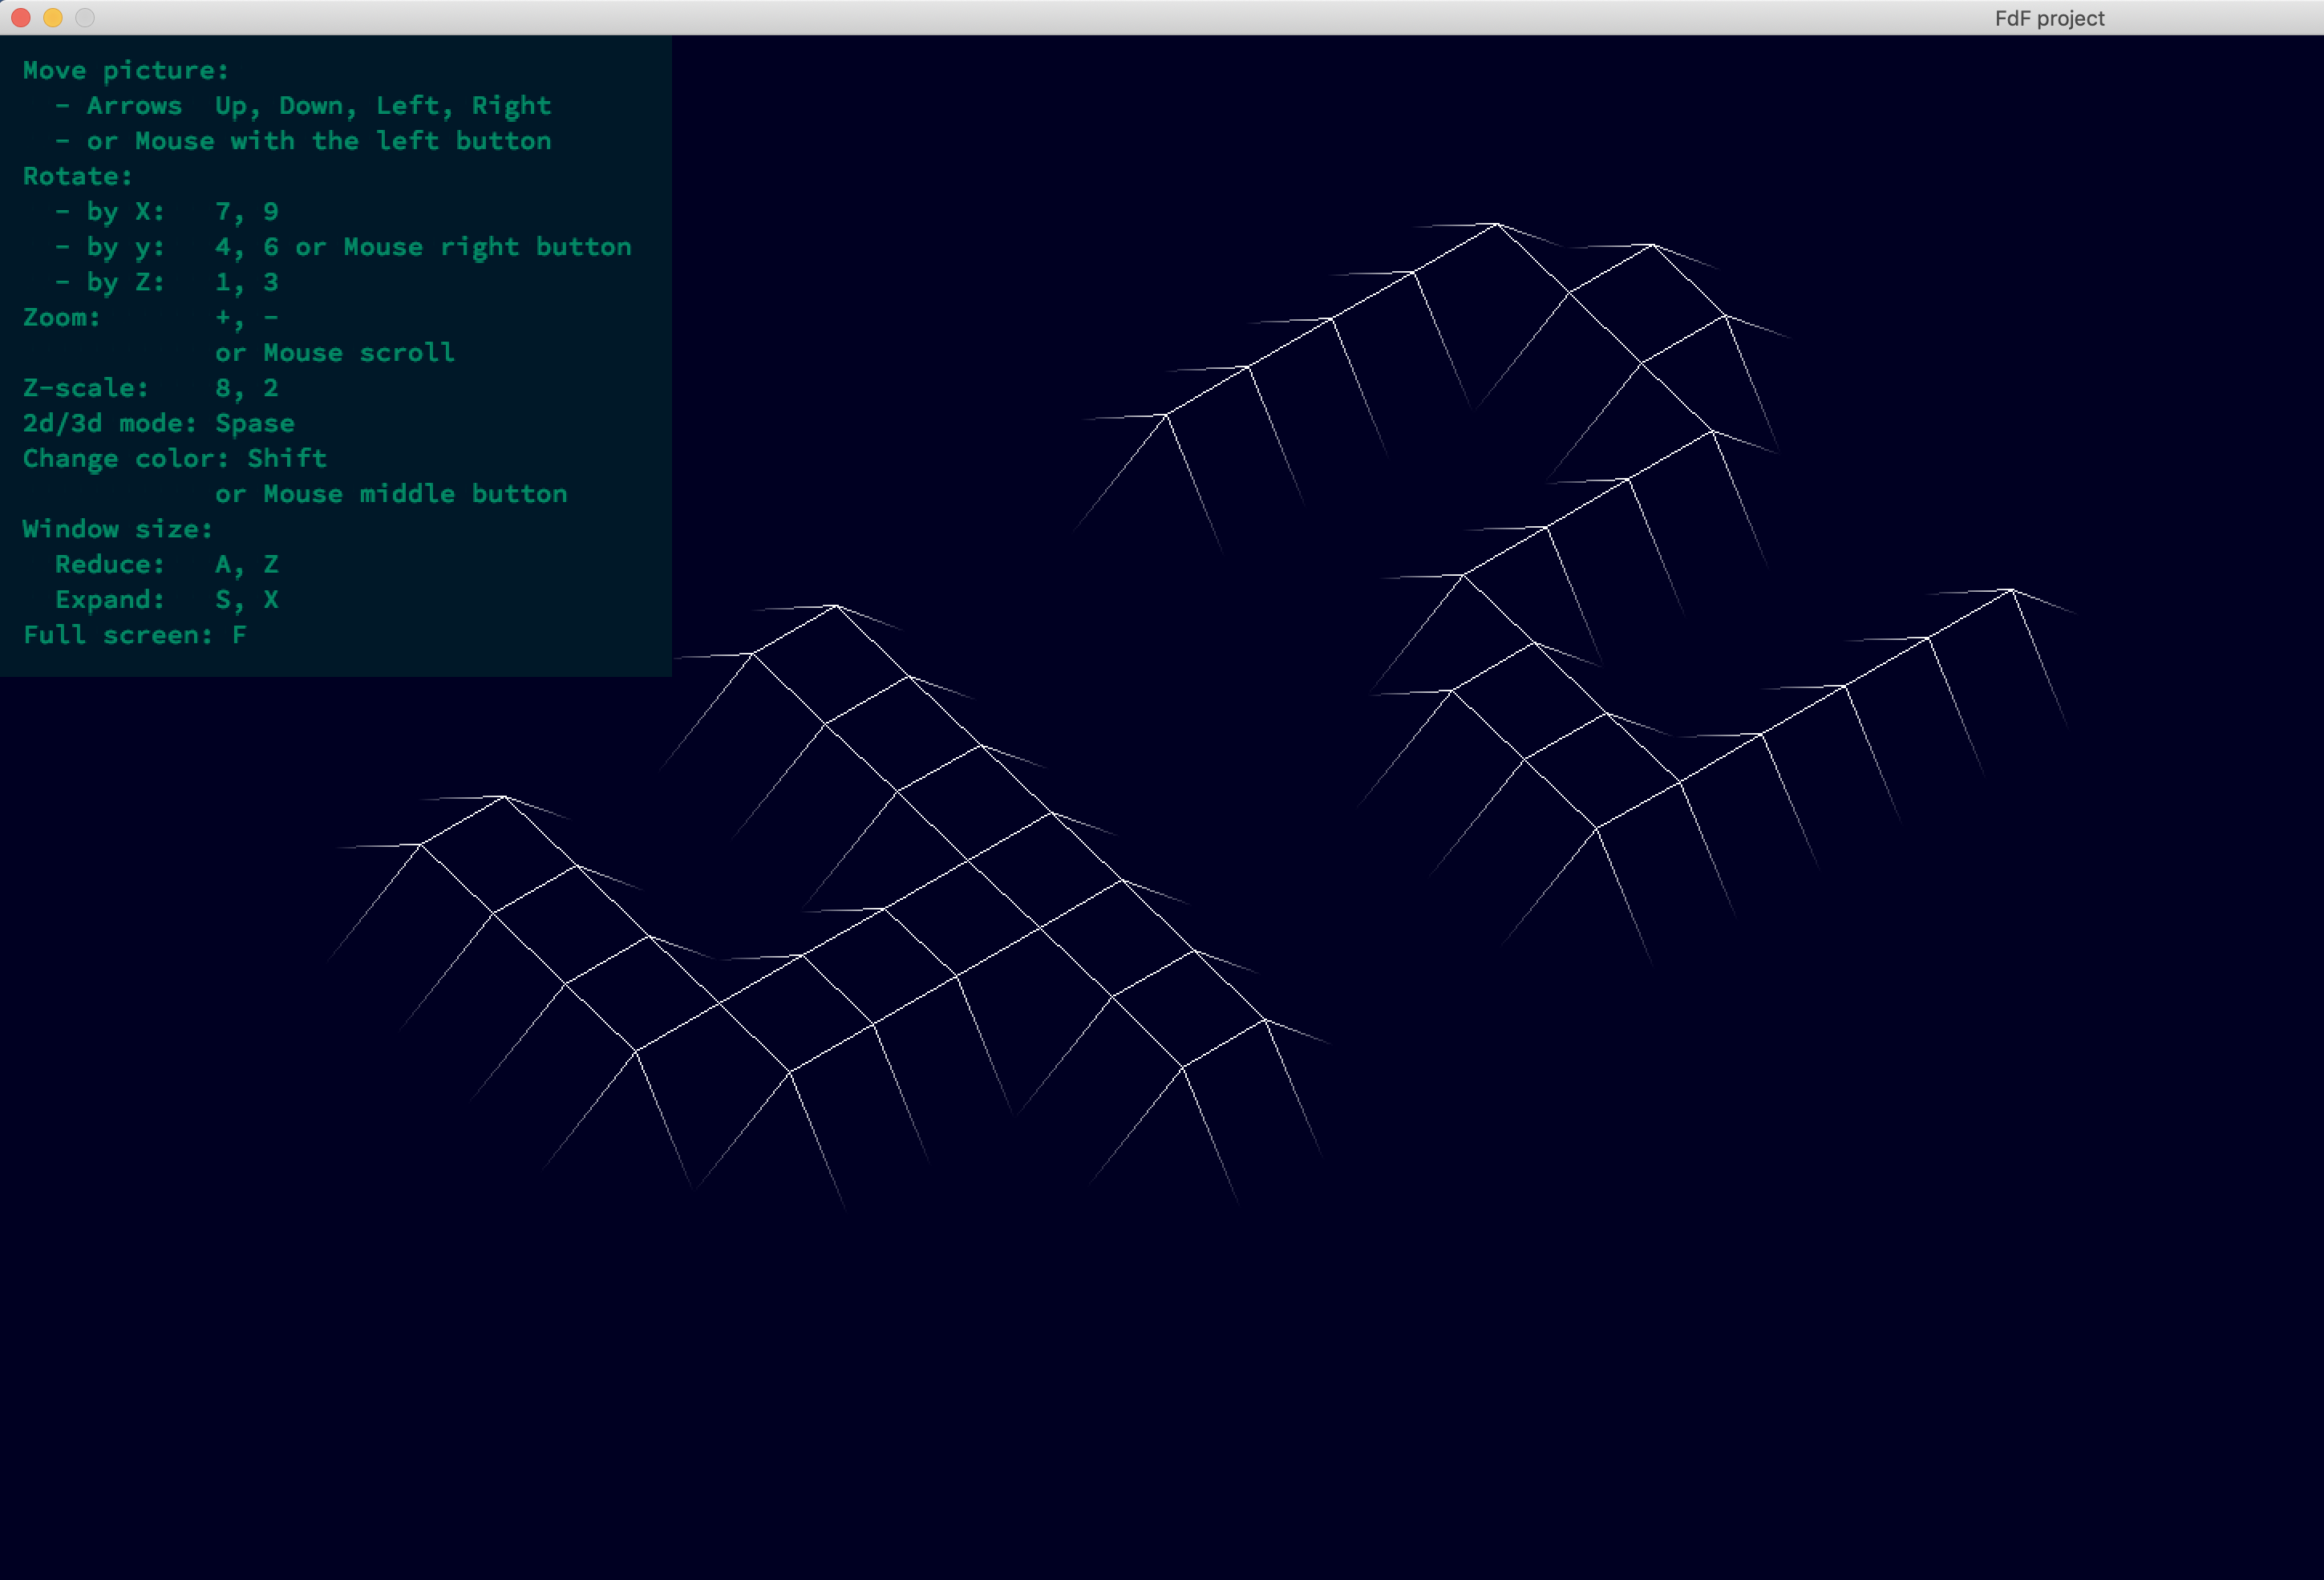 FdF project
Move picture:
- Arrows Up, Down, Left, Right
- or Mouse with the left button
Rotate:
- by X: 7, 9
- by y: 4, 6 or Mouse right button
- by Z: 1, 3
Zoom: +, -
or Mouse scroll
Z-scale: 8, 2
2d/3d mode: Spase
Change color: Shift
or Mouse middle button
Window size:
Reduce: A, Z
Expand: S, X
Full screen: F